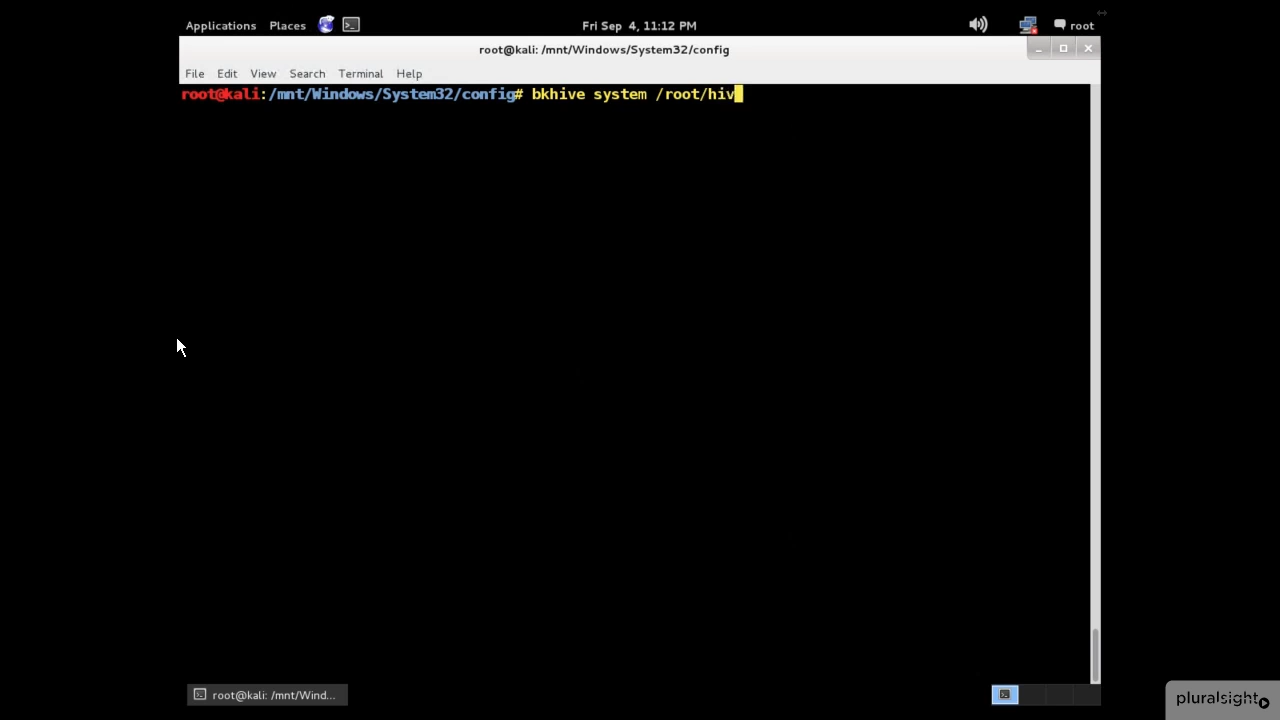 Applications Places Fri Sep 4, 11:12 PM root
root@kali: /mnt/Windows/System32/config
File Edit View Search Terminal Help
root@kali:/mnt/Windows/System32/config# bkhive system /root/hiv
root@kali: /mnt/Wind...
pluralsight